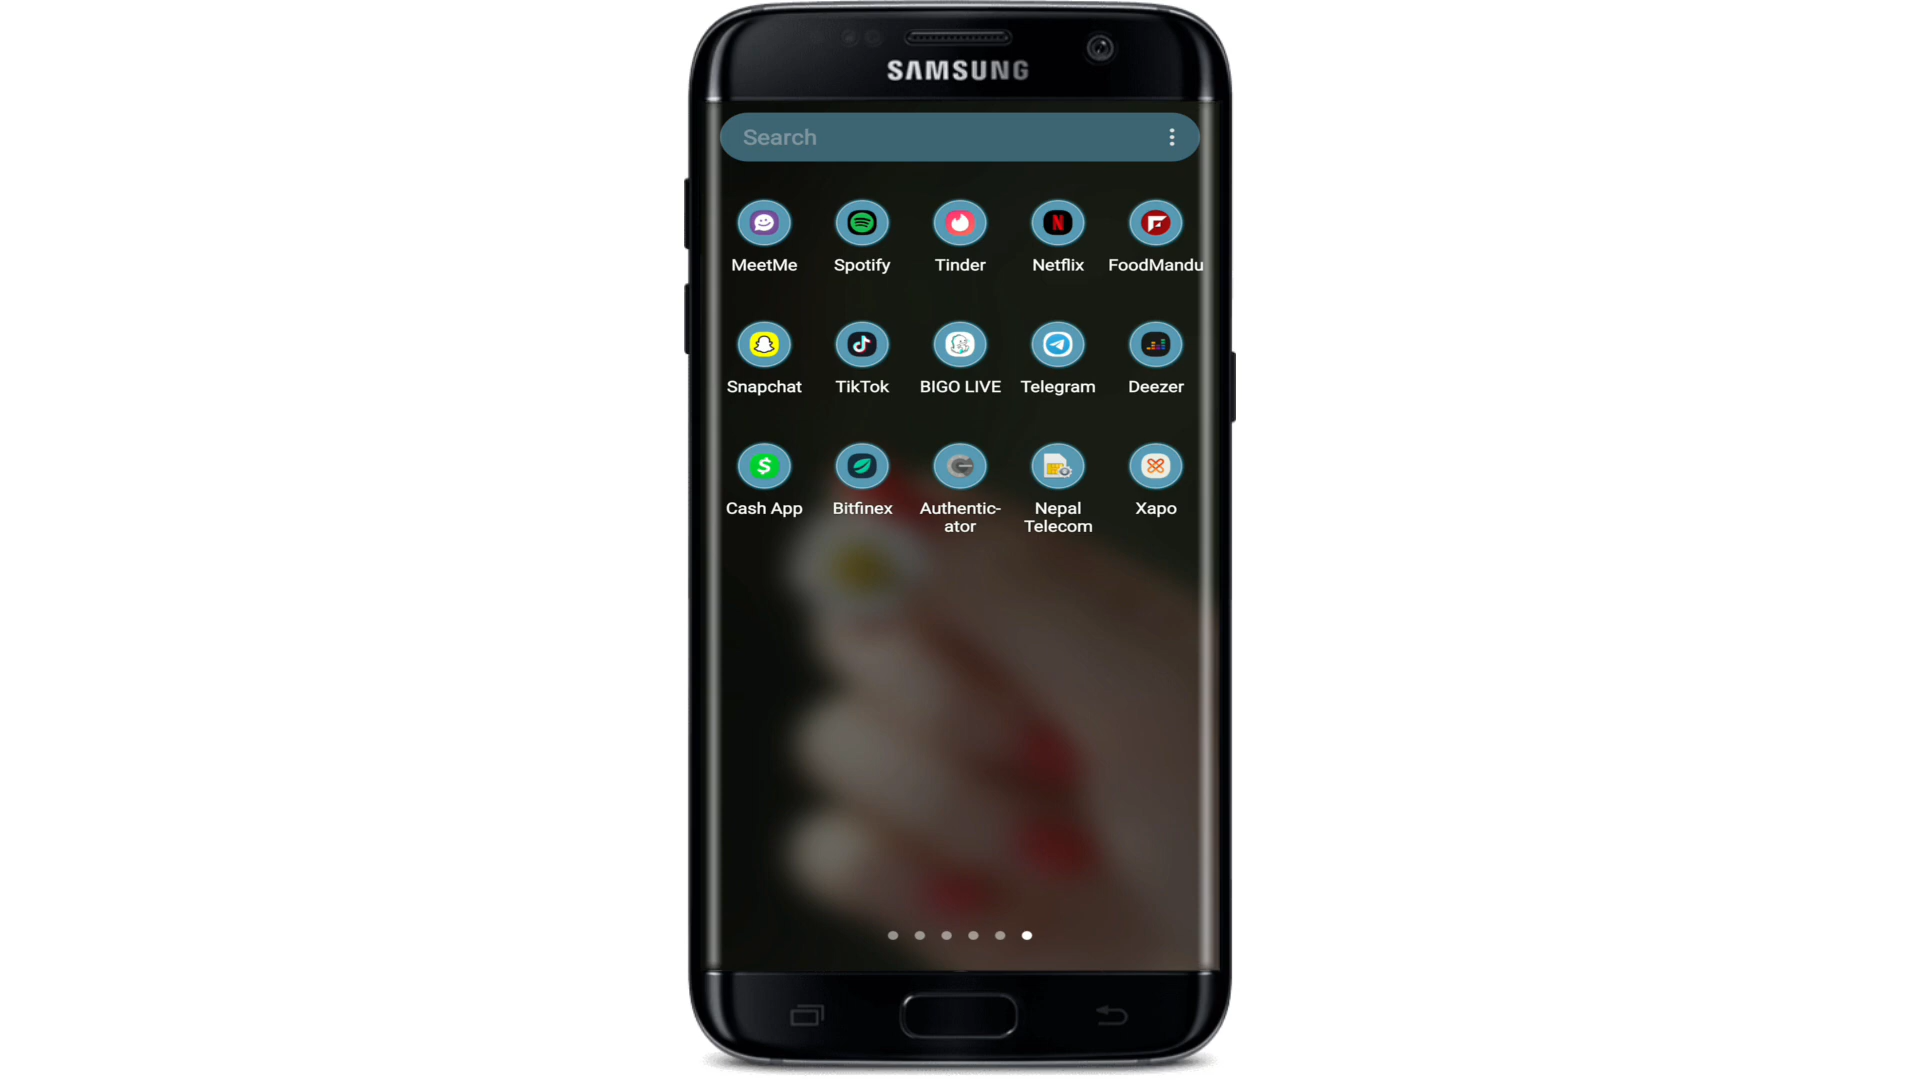 SAMSUNG
Search
MeetMe
Spotify
Tinder
Netflix
FoodMandu
Snapchat
TikTok
BIGO LIVE
Telegram
Deezer
Cash App
Bitfinex
Authentic-
ator
Nepal
Telecom
Xapo